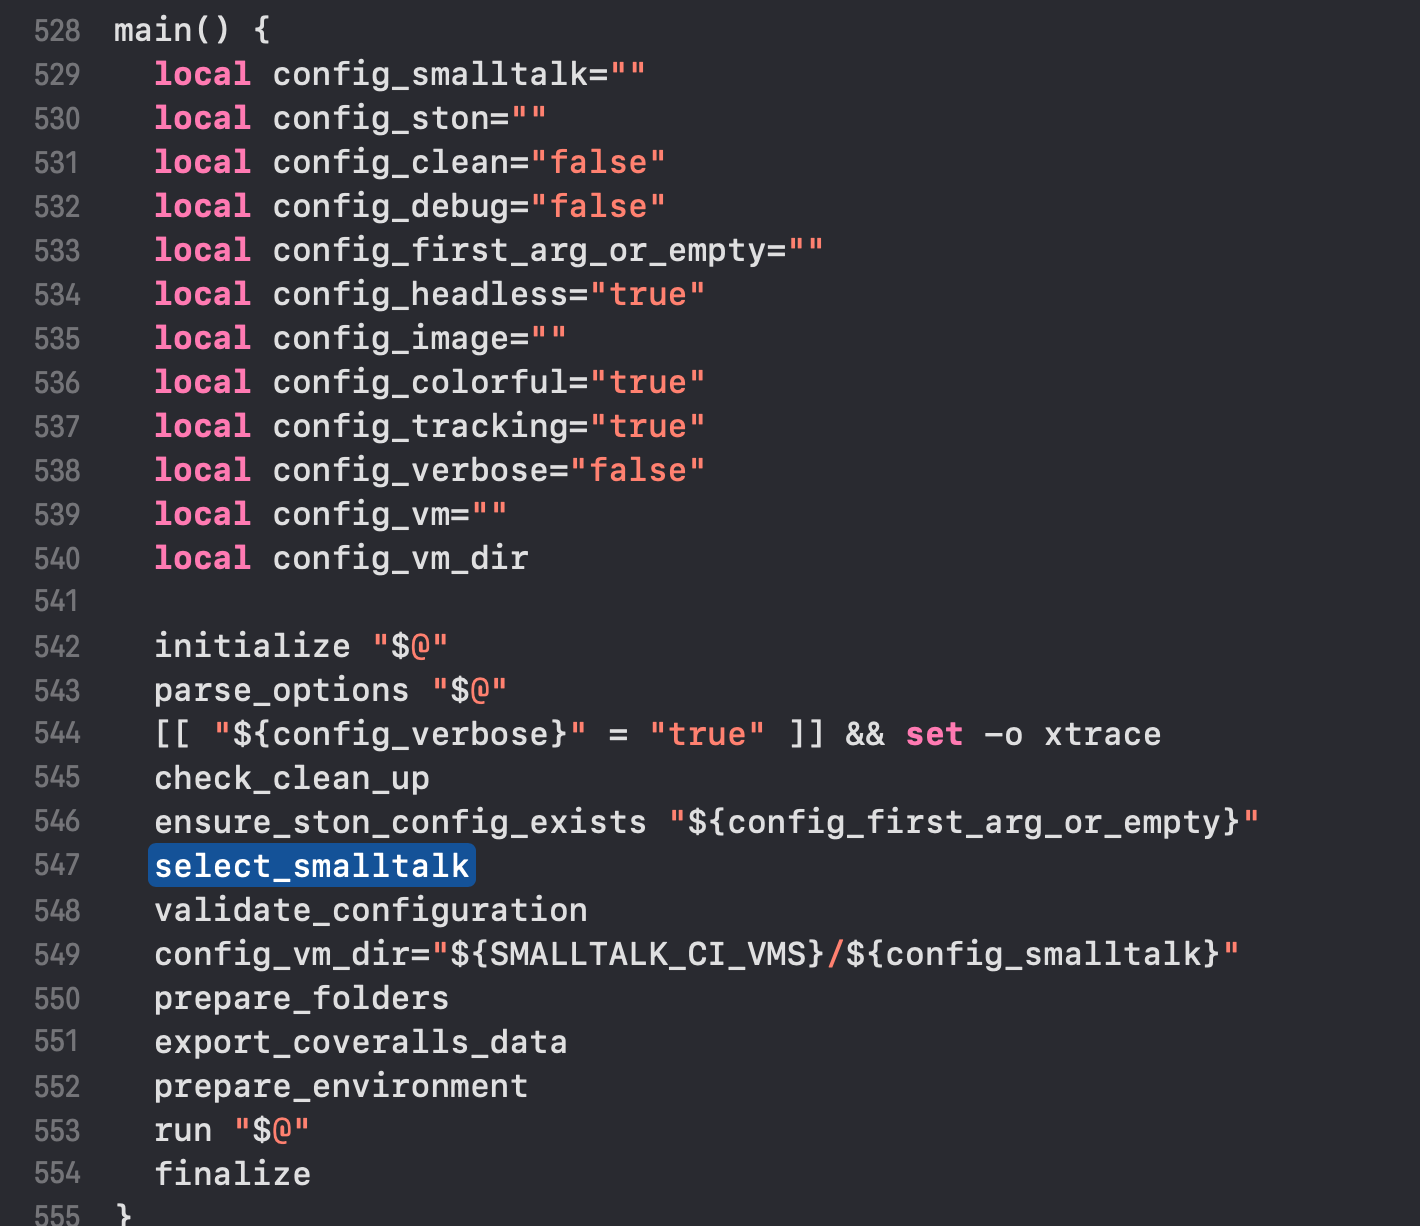 528 main() {
529 local config_smalltalk=""
530 local config_ston=""
531 local config_clean="false"
532 local config_debug="false"
533 local config_first_arg_or_empty=""
534 local config_headless="true"
535 local config_image=""
536 local config_colorful="true"
537 local config_tracking="true"
538 local config_verbose="false"
539 local config_vm=""
540 local config_vm_dir
541
542 initialize "$@"
543 parse_options "$@"
544 [[ "${config_verbose}" = "true" ]] && set -o xtrace
545 check_clean_up
546 ensure_ston_config_exists "${config_first_arg_or_empty}"
547 select_smalltalk
548 validate_configuration
549 config_vm_dir="${SMALLTALK_CI_VMS}/${config_smalltalk}"
550 prepare_folders
551 export_coveralls_data
552 prepare_environment
553 run "$@"
554 finalize
555 }